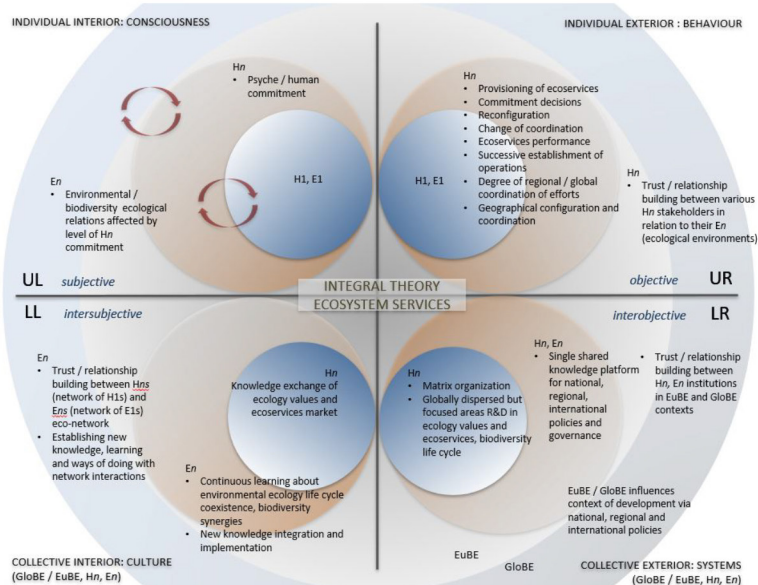 INDIVIDUAL INTERIOR: CONSCIOUSNESS
INDIVIDUAL EXTERIOR : BEHAVIOUR
Hn
• Psyche / human
commitment
Hn
• Provisioning of ecoservices
• Commitment decisions
• Reconfiguration
• Change of coordination
• Ecoservices performance
• Successive establishment of
operations
• Degree of regional / global
coordination of efforts
• Geographical configuration and
coordination
H1, E1
H1, E1
En
• Environmental /
biodiversity ecological
relations affected by
level of Hn
commitment
Hn
• Trust / relationship
building between various
Hn stakeholders in
relation to their En
(ecological environments)
UL subjective
objective UR
INTEGRAL THEORY
ECOSYSTEM SERVICES
LL intersubjective
interobjective LR
En
• Trust / relationship
building between Hns
(network of H1s) and
Ens (network of E1s)
eco-network
• Establishing new
knowledge, learning
and ways of doing with
network interactions
Hn
Knowledge exchange of
ecology values and
ecoservices market
En
• Continuous learning about
environmental ecology life cycle
coexistence, biodiversity
synergies
• New knowledge integration and
implementation
Hn
• Matrix organization
• Globally dispersed but
focused areas R&D in
ecology values and
ecoservices, biodiversity
life cycle
Hn, En
• Single shared
knowledge platform
for national,
regional,
international
policies and
governance
• Trust / relationship
building between
Hn, En institutions
in EuBE and GloBE
contexts
EuBE / GloBE influences
context of development via
national, regional and
international policies
EuBE
GloBE
COLLECTIVE INTERIOR: CULTURE
(GloBE / EuBE, Hn, En)
COLLECTIVE EXTERIOR: SYSTEMS
(GloBE / EuBE, Hn, En)